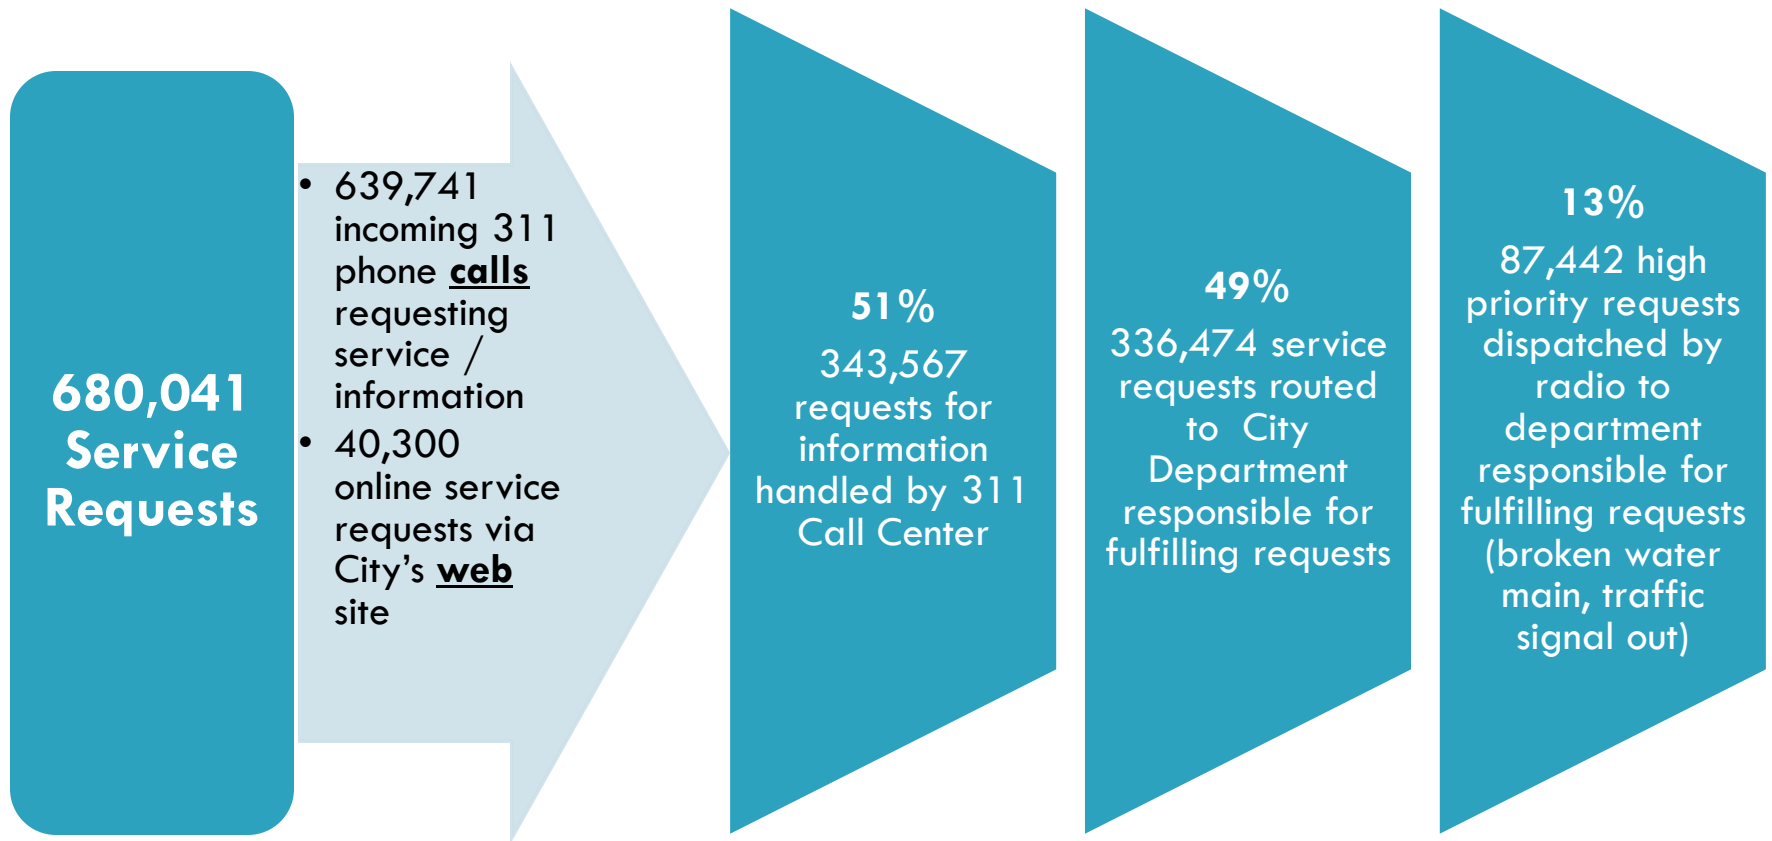 680,041
Service
Requests
• 639,741
incoming 311
phone calls
requesting
service /
information
• 40,300
online service
requests via
City’s web
site
51%
343,567
requests for
information
handled by 311
Call Center
49%
336,474 service
requests routed
to City
Department
responsible for
fulfilling requests
13%
87,442 high
priority requests
dispatched by
radio to
department
responsible for
fulfilling requests
(broken water
main, traffic
signal out)